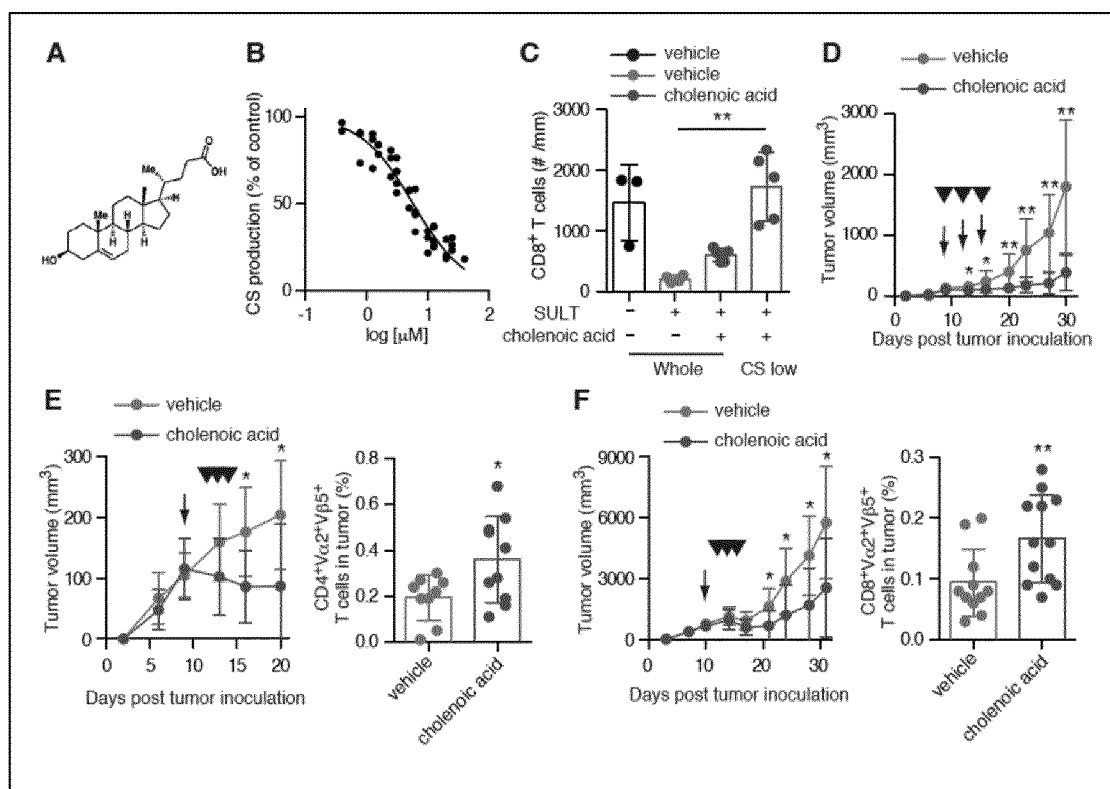 A
Me
O
OH
Me
H
Me
H
H
H
HO
B
CS production (% of control)
100
50
0
-1 0 1 2
log [μM]
C
vehicle
vehicle
cholenoic acid
CD8+ T cells (# /mm)
3000
2000
1000
0
**
SULT - + + +
cholenoic acid - - + +
Whole CS low
D
vehicle
cholenoic acid
Tumor volume (mm3)
3000
2000
1000
0
* * ** ** ** **
0 10 20 30
Days post tumor inoculation
E
vehicle
cholenoic acid
Tumor volume (mm3)
300
200
100
0
* *
0 5 10 15 20
Days post tumor inoculation
CD4+Vα2+Vβ5+
T cells in tumor (%)
0.8
0.6
0.4
0.2
0.0
*
vehicle
cholenoic acid
F
vehicle
cholenoic acid
Tumor volume (mm3)
9000
6000
3000
0
* * * *
0 10 20 30
Days post tumor inoculation
CD8+Vα2+Vβ5+
T cells in tumor (%)
0.3
0.2
0.1
0.0
**
vehicle
cholenoic acid